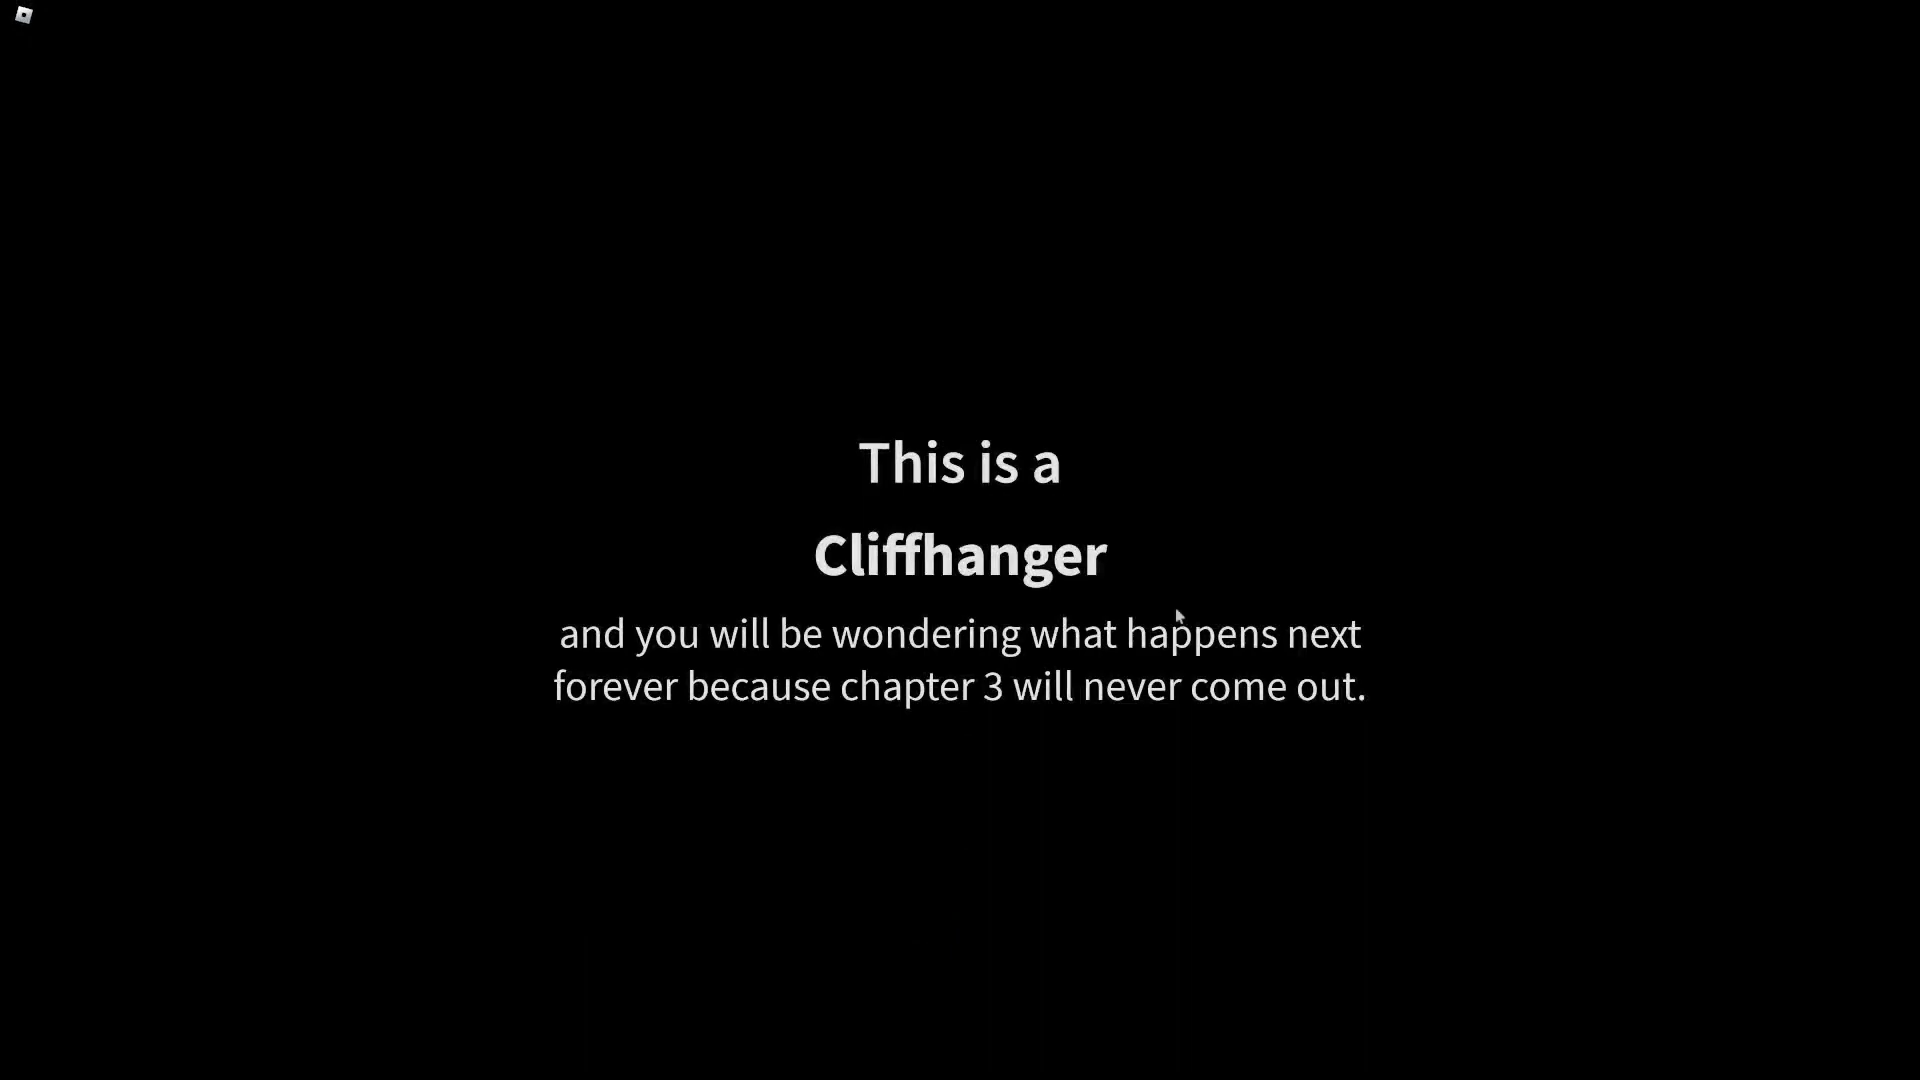 This is a
Cliffhanger
and you will be wondering what happens next
forever because chapter 3 will never come out.